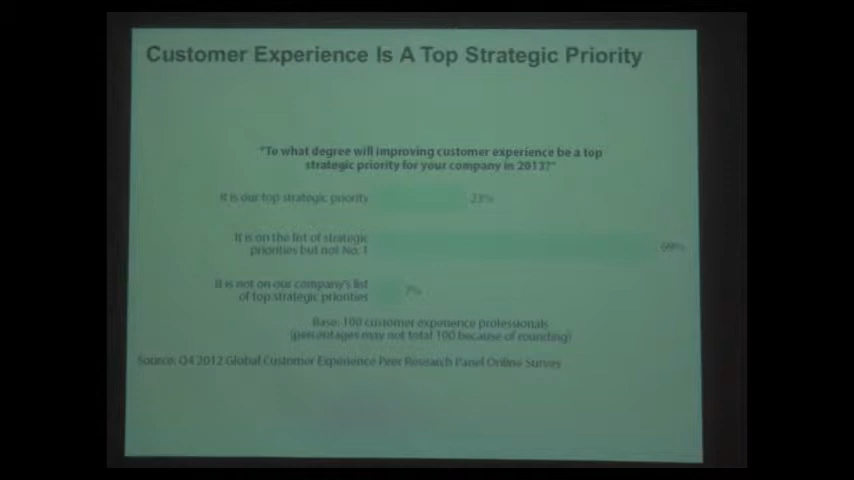 Customer Experience Is A Top Strategic Priority
"To what degree will improving customer experience be a top
strategic priority for your company in 2013?"
It is our top strategic priority
23%
It is on the list of strategic
priorities but not No. 1
69%
It is not on our company's list
of top strategic priorities
7%
Base: 100 customer experience professionals
(percentages may not total 100 because of rounding)
Source: Q4 2012 Global Customer Experience Peer Research Panel Online Survey